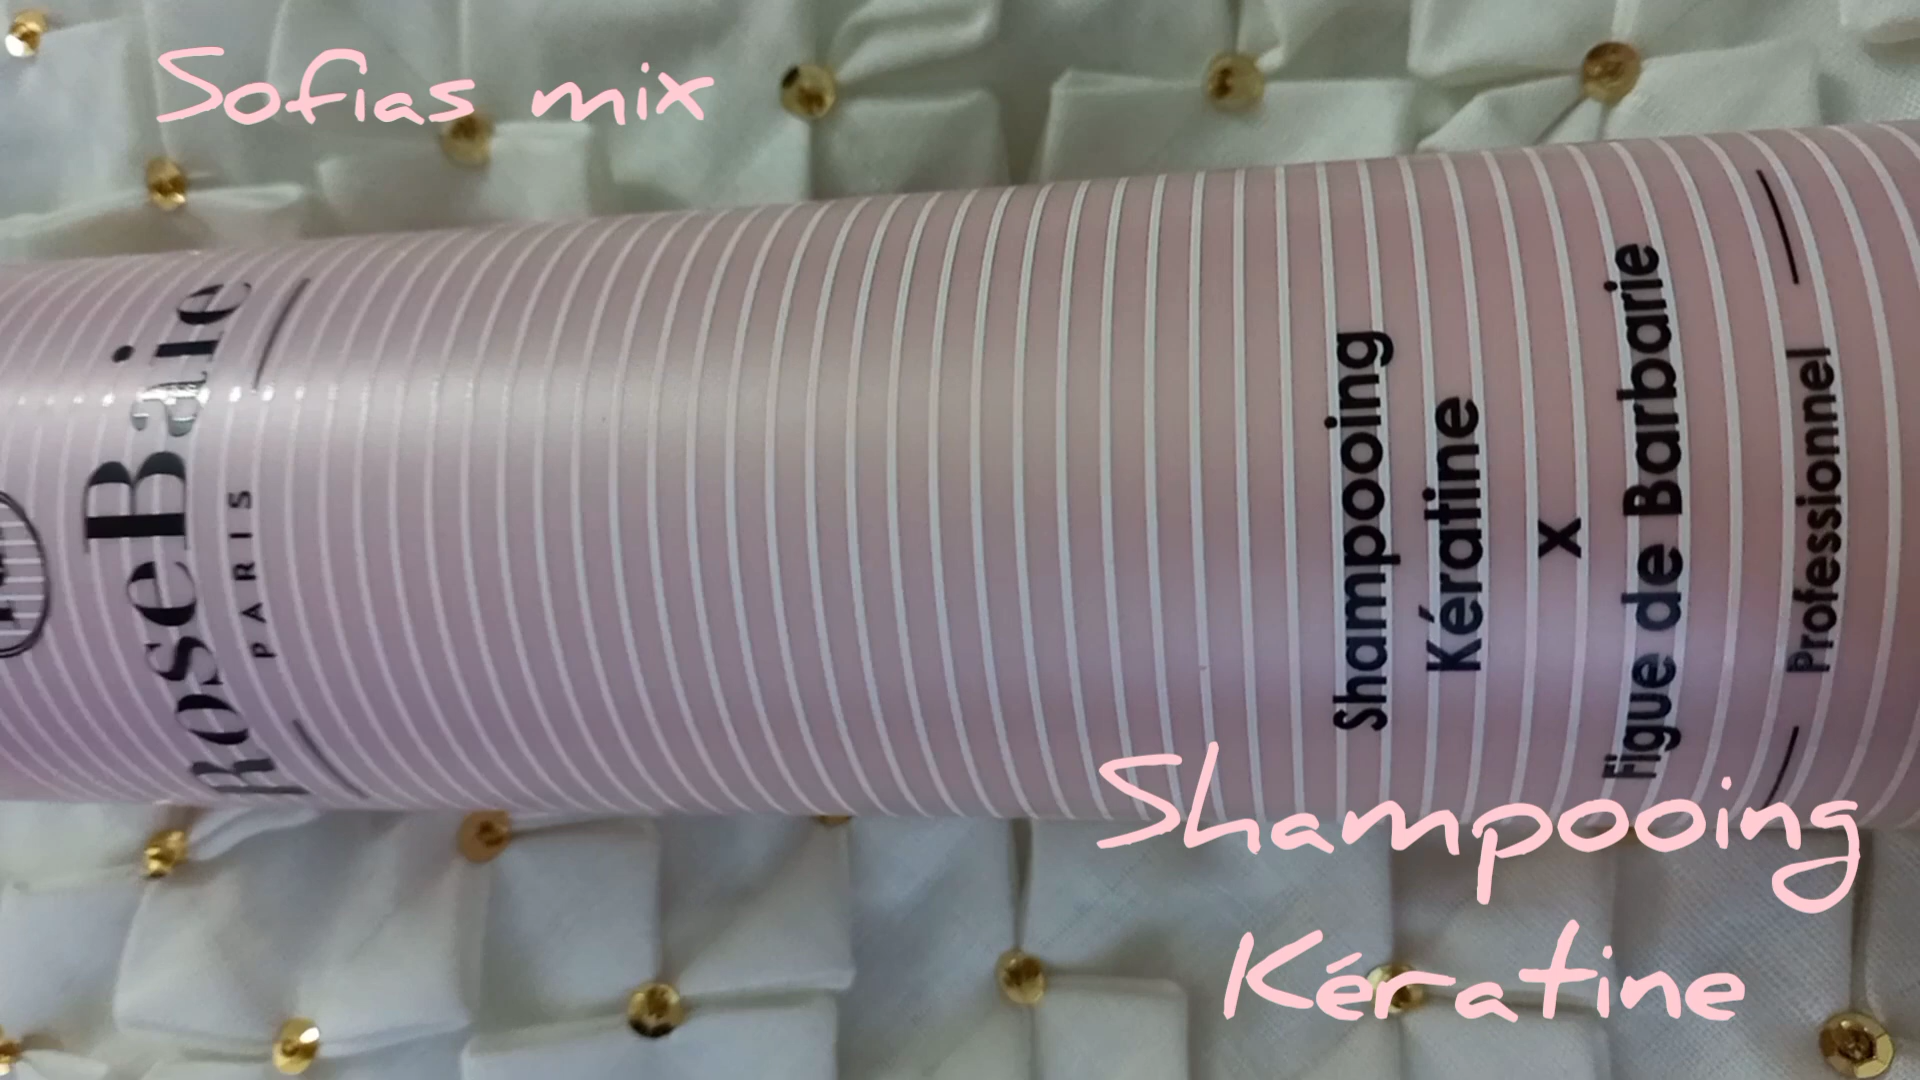 Sofias mix
RoseBaie
PARIS
Shampooing
Kératine
x
Figue de Barbarie
Professionnel
Shampooing
Kératine